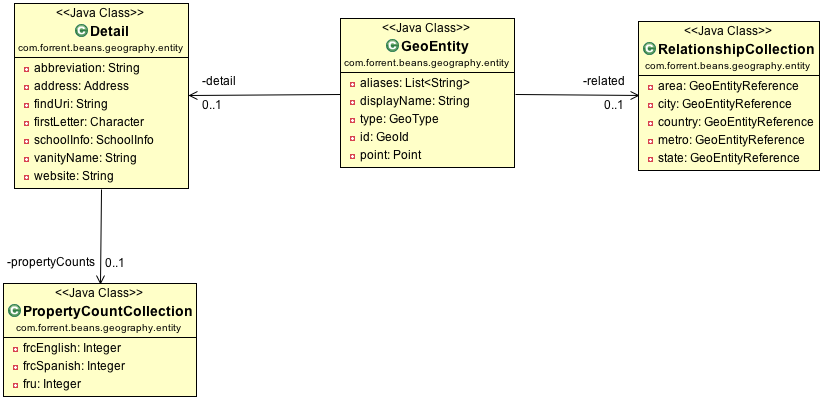 <<Java Class>>
Detail
com.forrent.beans.geography.entity
abbreviation: String
address: Address
findUri: String
firstLetter: Character
schoolInfo: SchoolInfo
vanityName: String
website: String
-detail
0..1
<<Java Class>>
GeoEntity
com.forrent.beans.geography.entity
aliases: List<String>
displayName: String
type: GeoType
id: GeoId
point: Point
-related
0..1
<<Java Class>>
RelationshipCollection
com.forrent.beans.geography.entity
area: GeoEntityReference
city: GeoEntityReference
country: GeoEntityReference
metro: GeoEntityReference
state: GeoEntityReference
-propertyCounts
0..1
<<Java Class>>
PropertyCountCollection
com.forrent.beans.geography.entity
frcEnglish: Integer
frcSpanish: Integer
fru: Integer